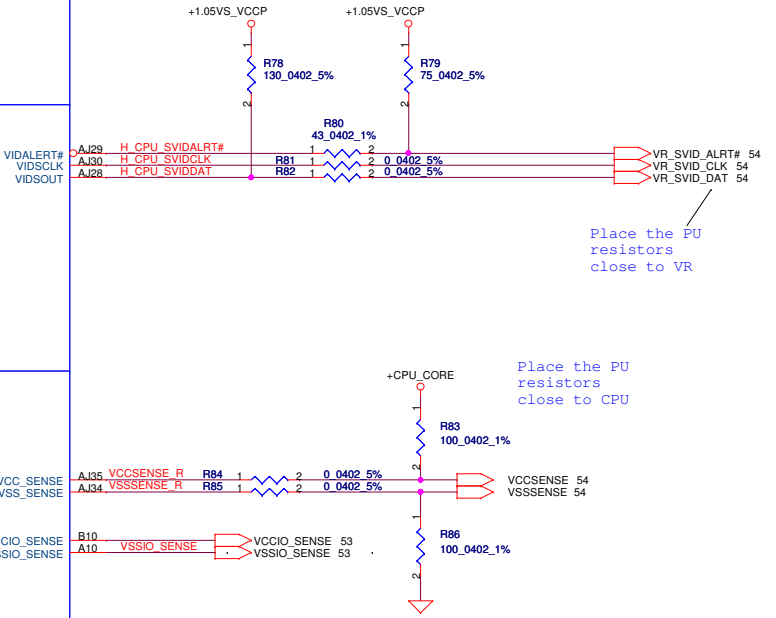 +1.05VS_VCCP +1.05VS_VCCP
1 1
R78 R79
130_0402_5% 75_0402_5%
2 2
R80
43_0402_1%
VIDALERT# AJ29 H_CPU_SVIDALRT# 1 2 VR_SVID_ALRT# 54
VIDSCLK AJ30 H_CPU_SVIDCLK R81 1 2 0_0402_5% VR_SVID_CLK 54
VIDSOUT AJ28 H_CPU_SVIDDAT R82 1 2 0_0402_5% VR_SVID_DAT 54
Place the PU
resistors
close to VR
Place the PU
resistors
close to CPU
+CPU_CORE
1
R83
100_0402_1%
2
VCC_SENSE AJ35 VCCSENSE_R R84 1 2 0_0402_5% VCCSENSE 54
VSS_SENSE AJ34 VSSSENSE_R R85 1 2 0_0402_5% VSSSENSE 54
1
R86
100_0402_1%
2
CIO_SENSE B10 VCCIO_SENSE 53
SSIO_SENSE A10 VSSIO_SENSE VSSIO_SENSE 53